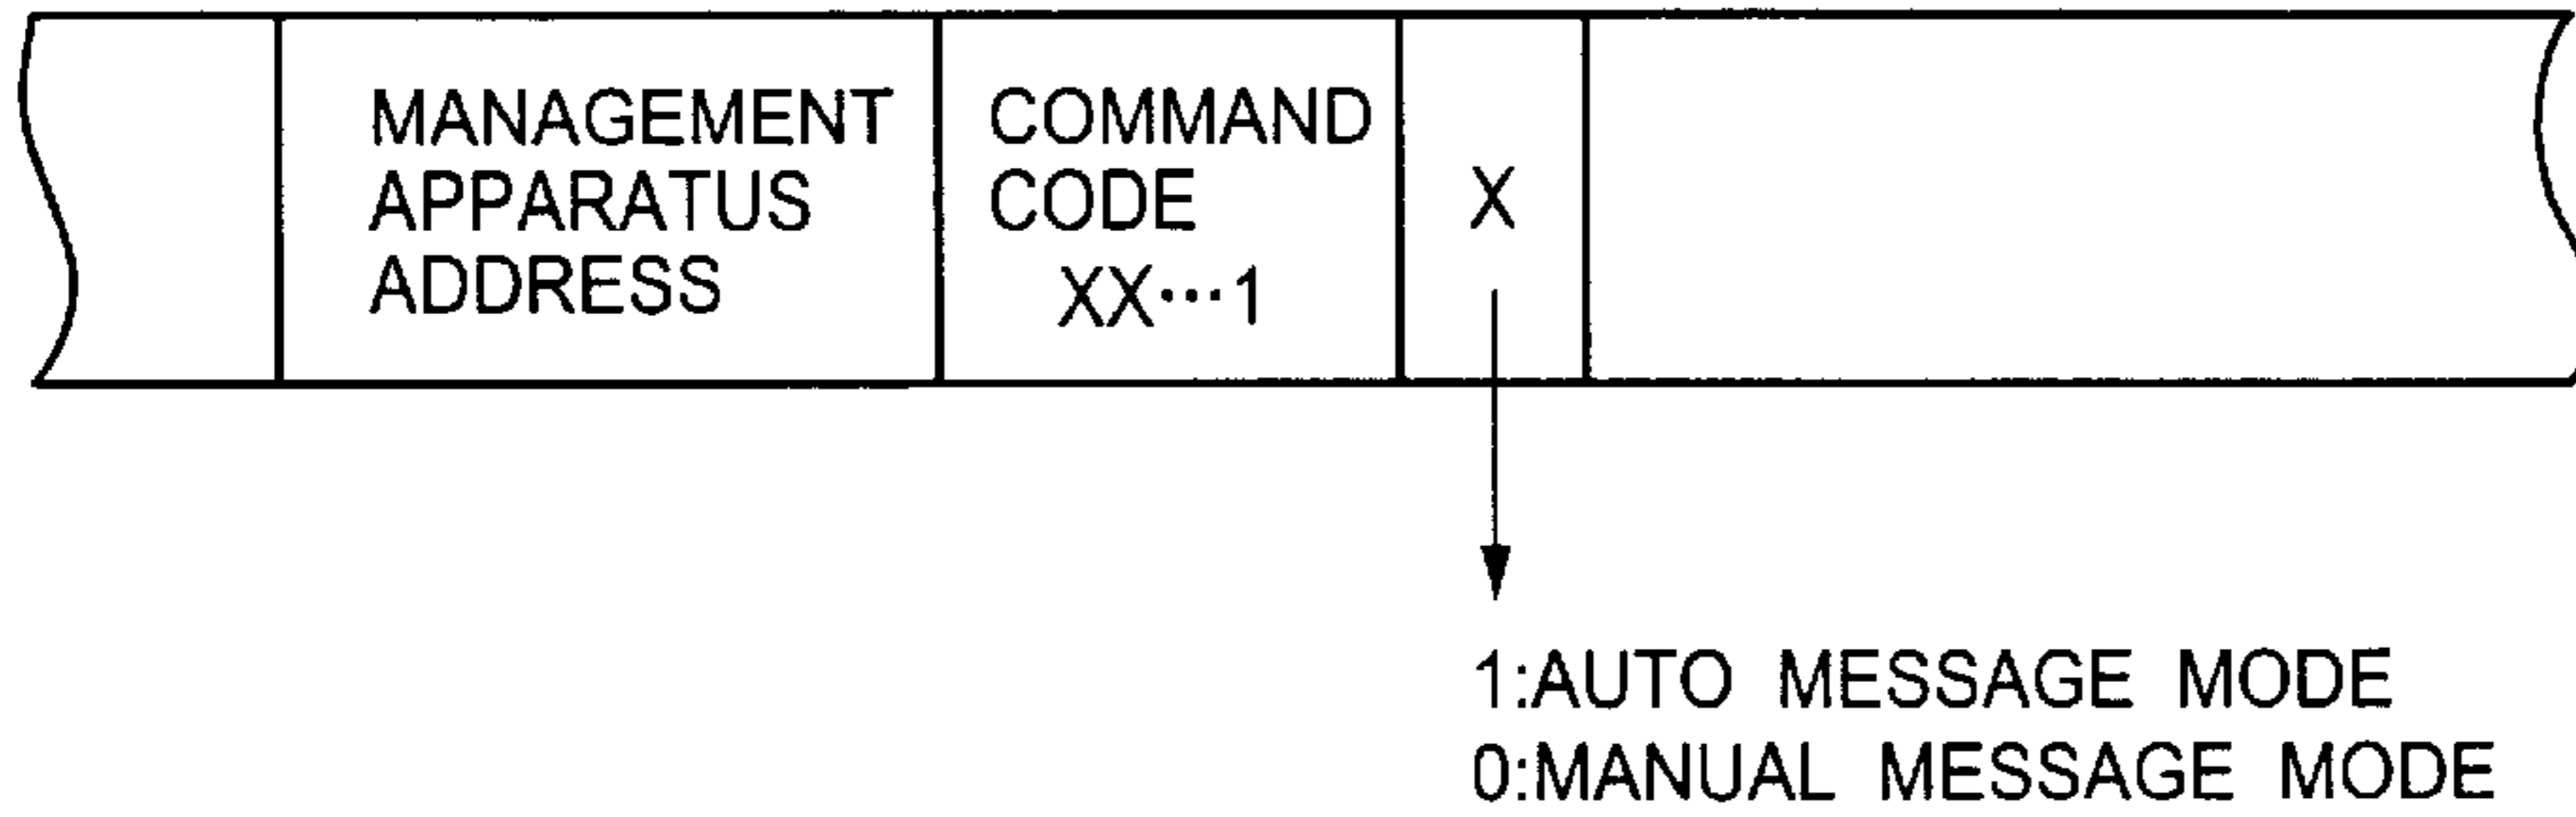 MANAGEMENT
APPARATUS
ADDRESS
COMMAND
CODE
XX···1
X
1:AUTO MESSAGE MODE
0:MANUAL MESSAGE MODE